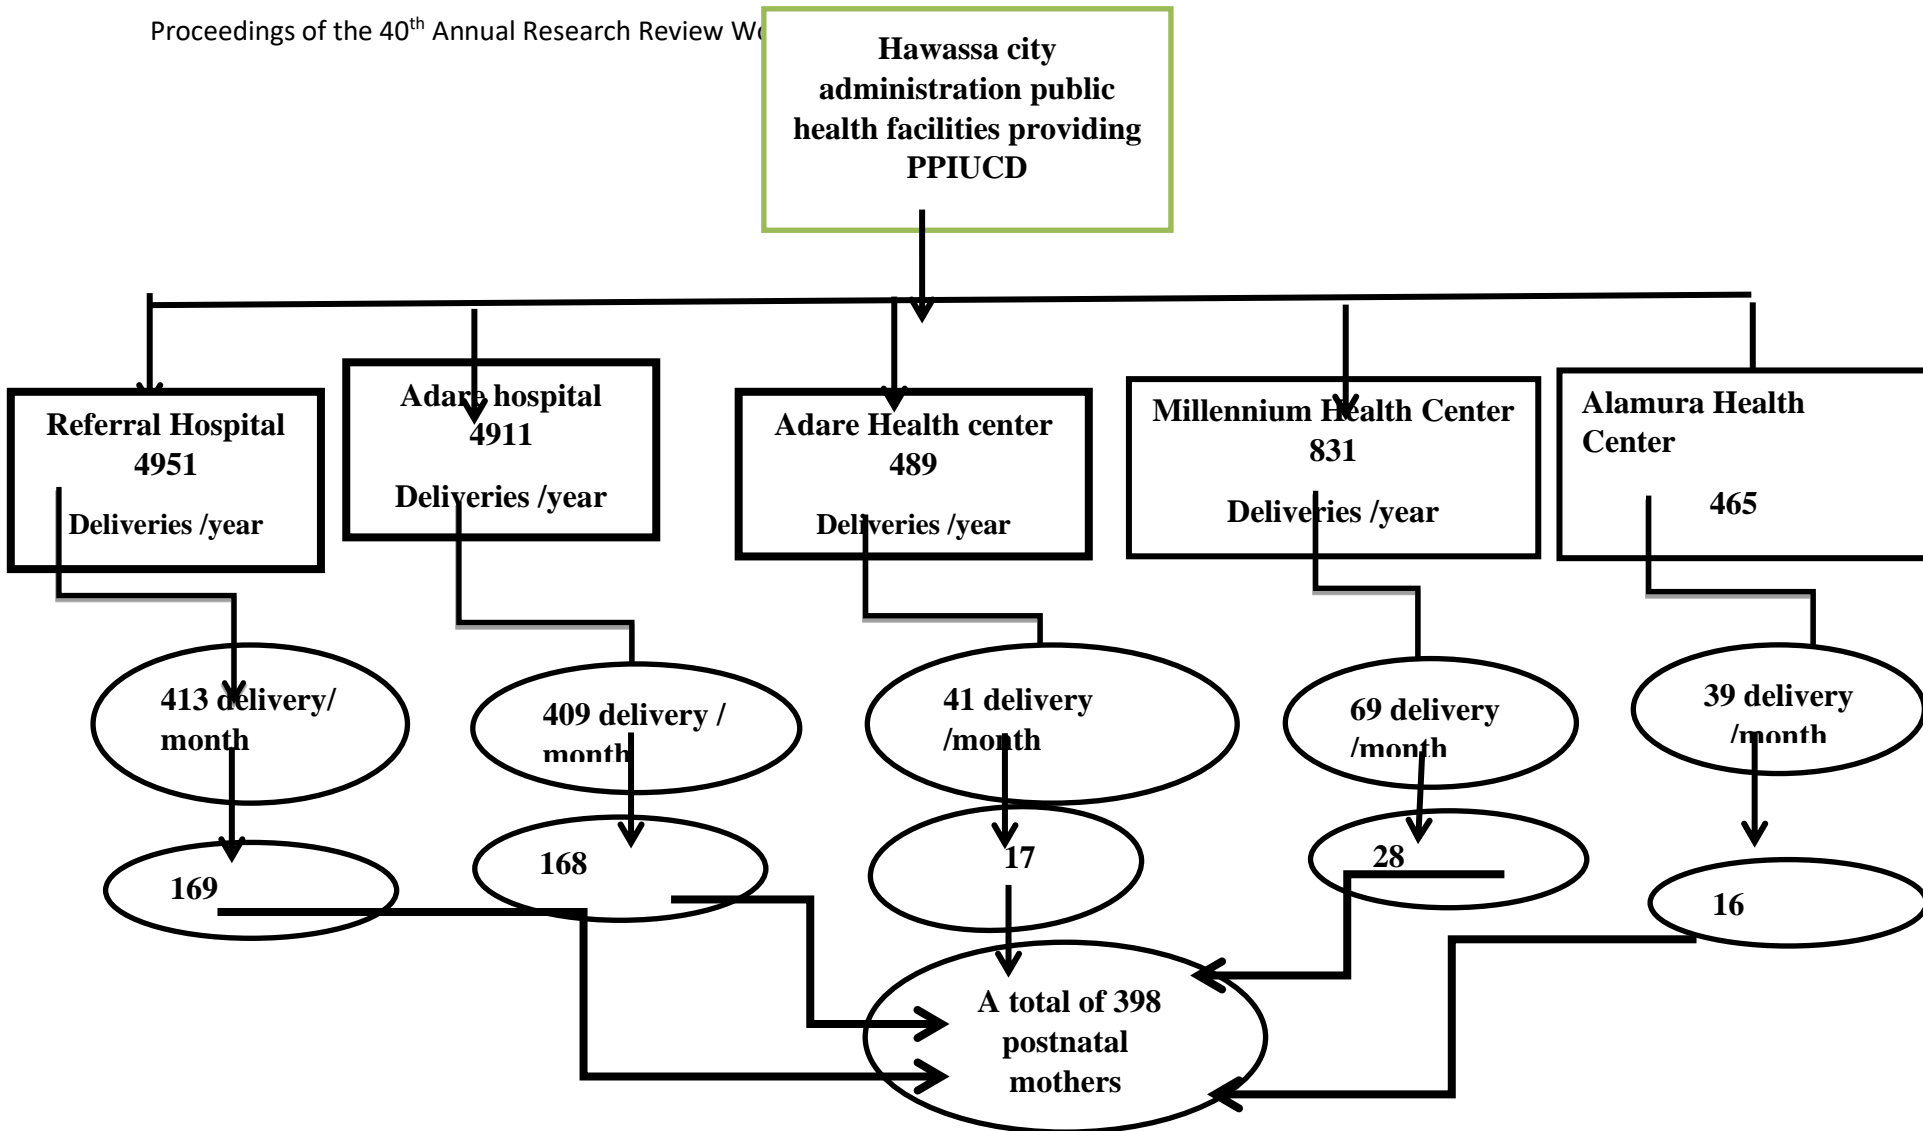 Proceedings of the 40th Annual Research Review
Hawassa city
administration public
health facilities providing
PPIUCD
Referral Hospital
4951
Deliveries /year
Adare hospital
4911
Deliveries /year
Adare Health center
489
Deliveries /year
Millennium Health Center
831
Deliveries /year
Alamura Health
Center
465
413 delivery/
month
409 delivery /
month
41 delivery
/month
69 delivery
/month
39 delivery
/month
169
168
17
28
16
A total of 398
postnatal
mothers